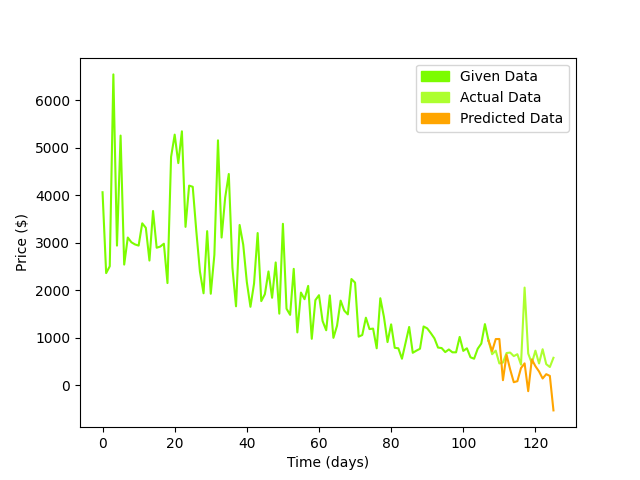 Given Data
Actual Data
Predicted Data
Price ($)
6000
5000
4000
3000
2000
1000
0
0 20 40 60 80 100 120
Time (days)